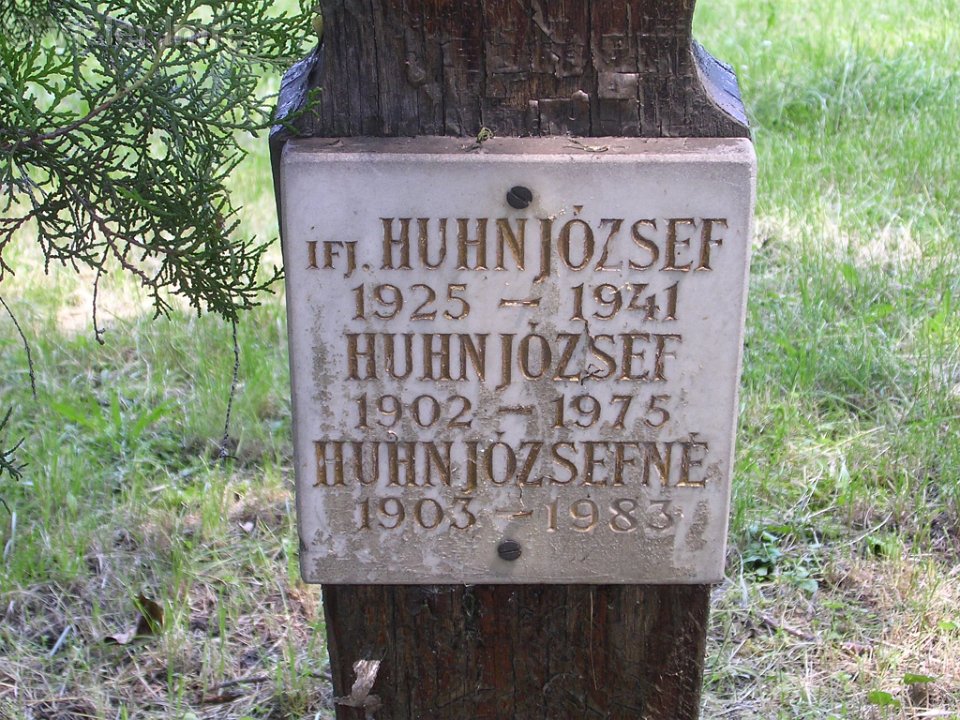 IFJ. HUHN JÓZSEF
1925 - 1941
HUHN JÓZSEF
1902 - 1975
HUHN JÓZSEFNÉ
1903 - 1983